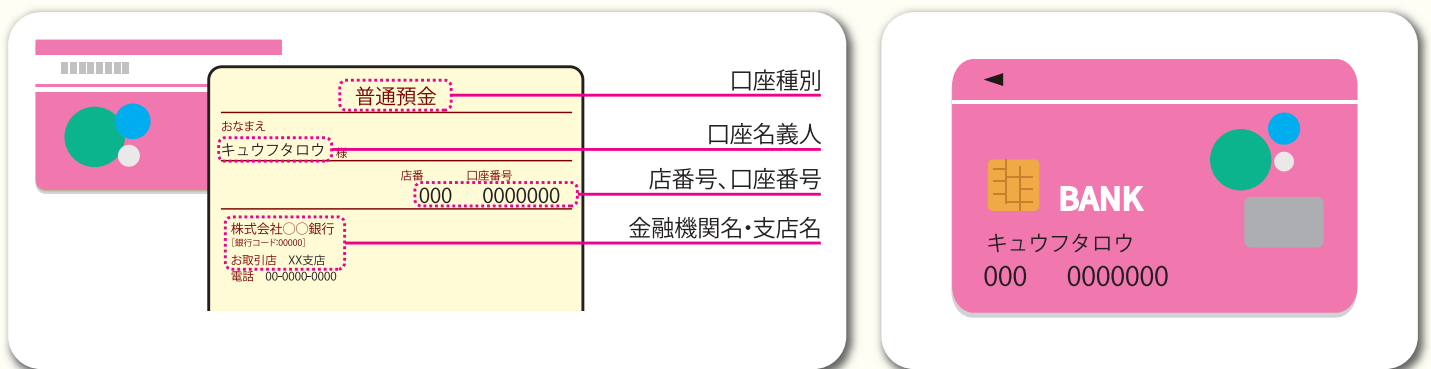 普通預金
口座種別
おなまえ
キュウフタロウ 様
口座名義人
店番 口座番号
000 0000000
店番号、口座番号
株式会社○○銀行
[銀行コード:00000]
金融機関名・支店名
お取引店 XX支店
電話 00-0000-0000
BANK
キュウフタロウ
000 0000000